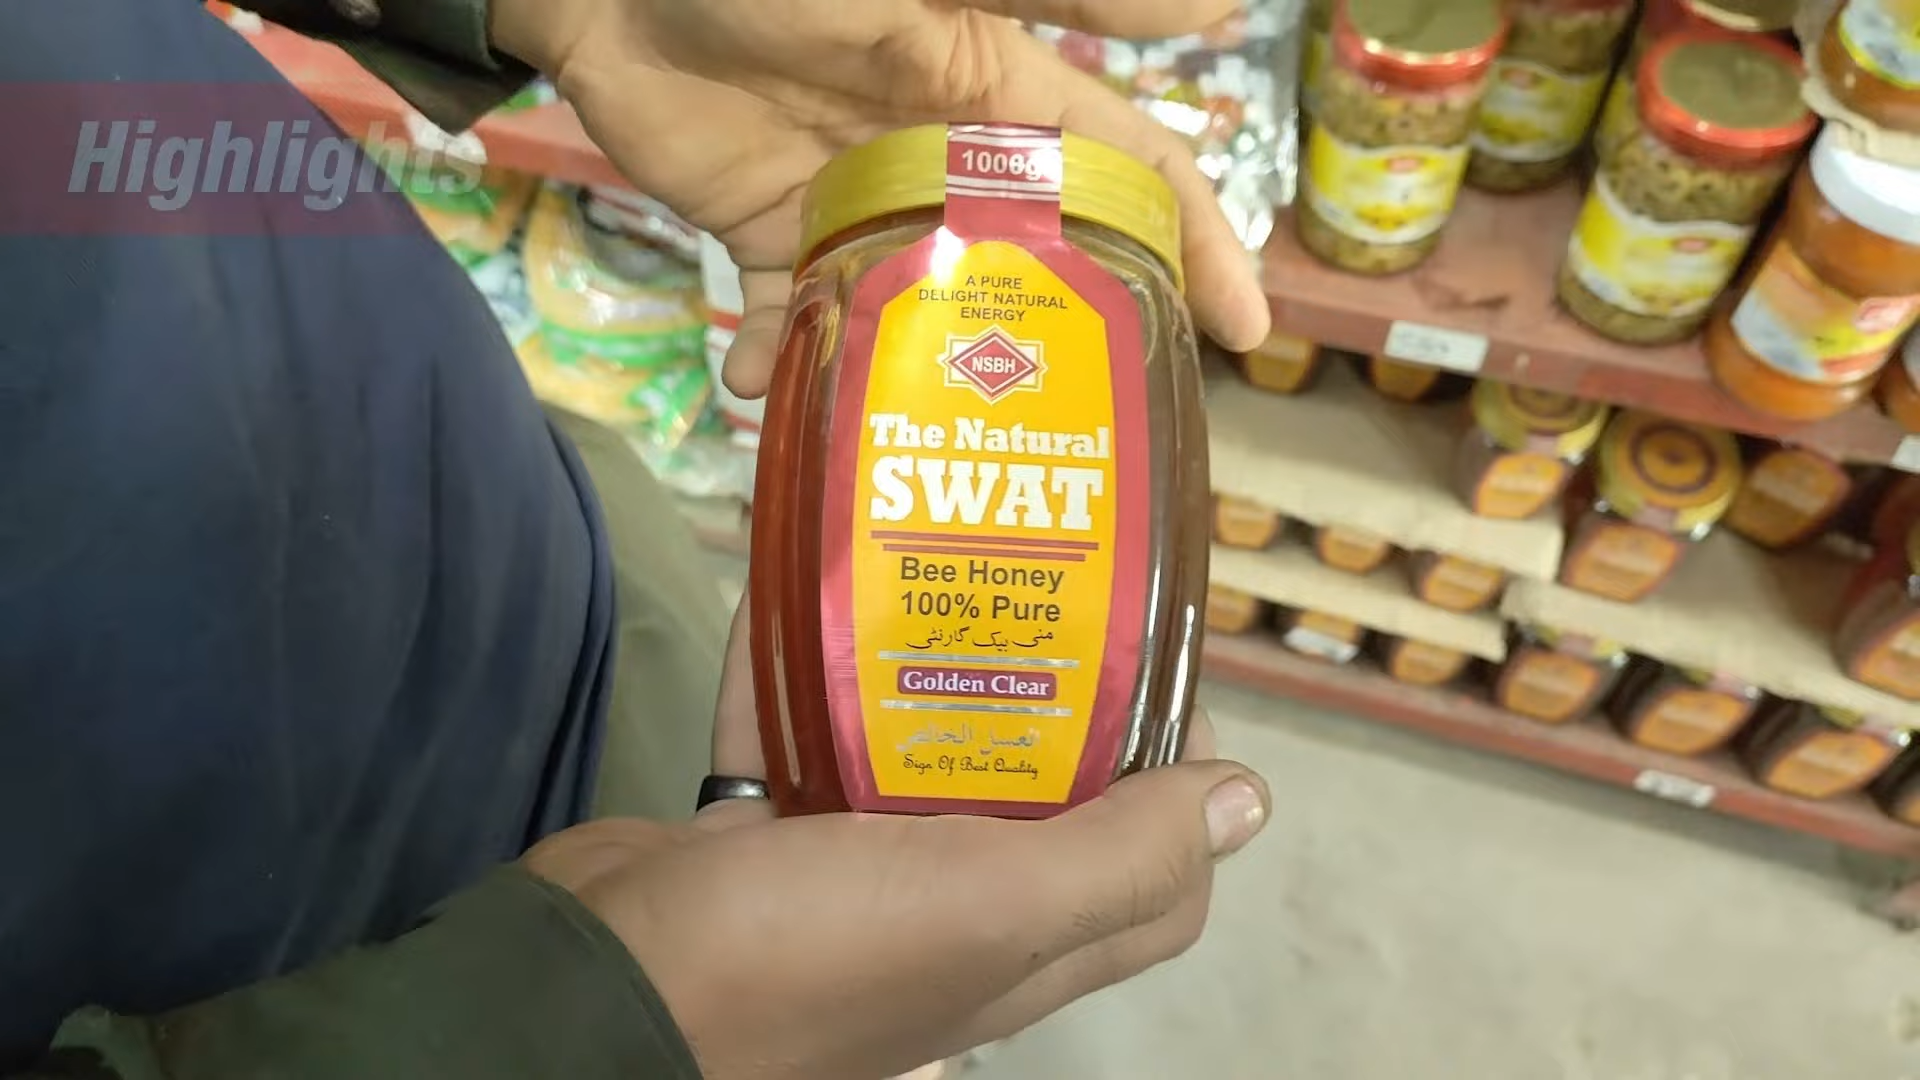 Highlights
1000g
A PURE
DELIGHT NATURAL
ENERGY
NSBH
The Natural
SWAT
Bee Honey
100% Pure
منی بیک گارنٹی
Golden Clear
العسل الخالص
Sign Of Best Quality